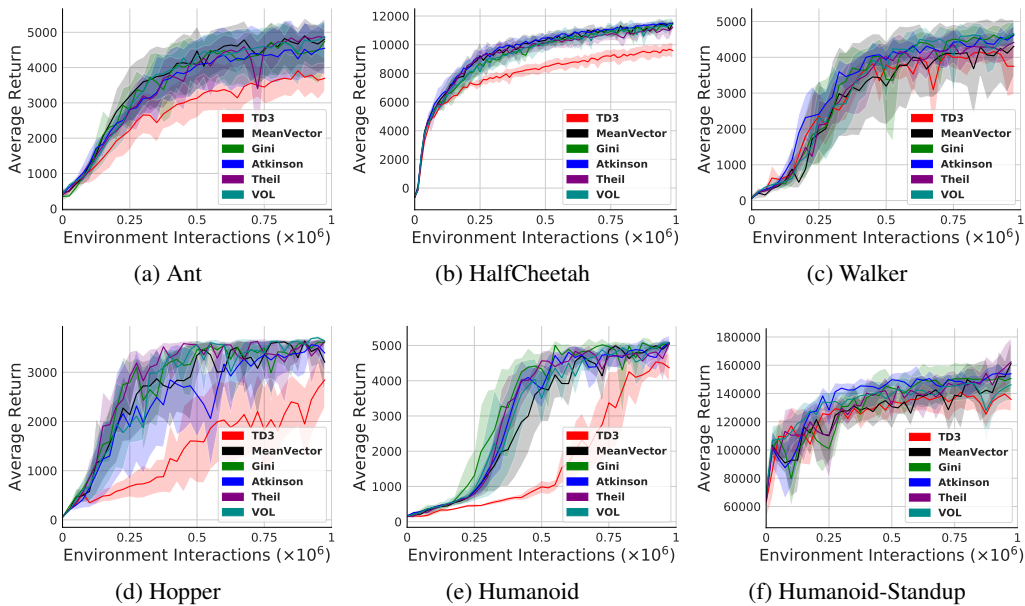 Average Return
5000
4000
3000
2000
1000
0
TD3
MeanVector
Gini
Atkinson
Theil
VOL
0 0.25 0.5 0.75 1
Environment Interactions (×10⁶)
(a) Ant
Average Return
12000
10000
8000
6000
4000
2000
0
TD3
MeanVector
Gini
Atkinson
Theil
VOL
0 0.25 0.5 0.75 1
Environment Interactions (×10⁶)
(b) HalfCheetah
Average Return
5000
4000
3000
2000
1000
0
TD3
MeanVector
Gini
Atkinson
Theil
VOL
0 0.25 0.5 0.75 1
Environment Interactions (×10⁶)
(c) Walker
Average Return
3000
2000
1000
0
TD3
MeanVector
Gini
Atkinson
Theil
VOL
0 0.25 0.5 0.75 1
Environment Interactions (×10⁶)
(d) Hopper
Average Return
5000
4000
3000
2000
1000
0
TD3
MeanVector
Gini
Atkinson
Theil
VOL
0 0.25 0.5 0.75 1
Environment Interactions (×10⁶)
(e) Humanoid
Average Return
180000
160000
140000
120000
100000
80000
60000
TD3
MeanVector
Gini
Atkinson
Theil
VOL
0 0.25 0.5 0.75 1
Environment Interactions (×10⁶)
(f) Humanoid-Standup